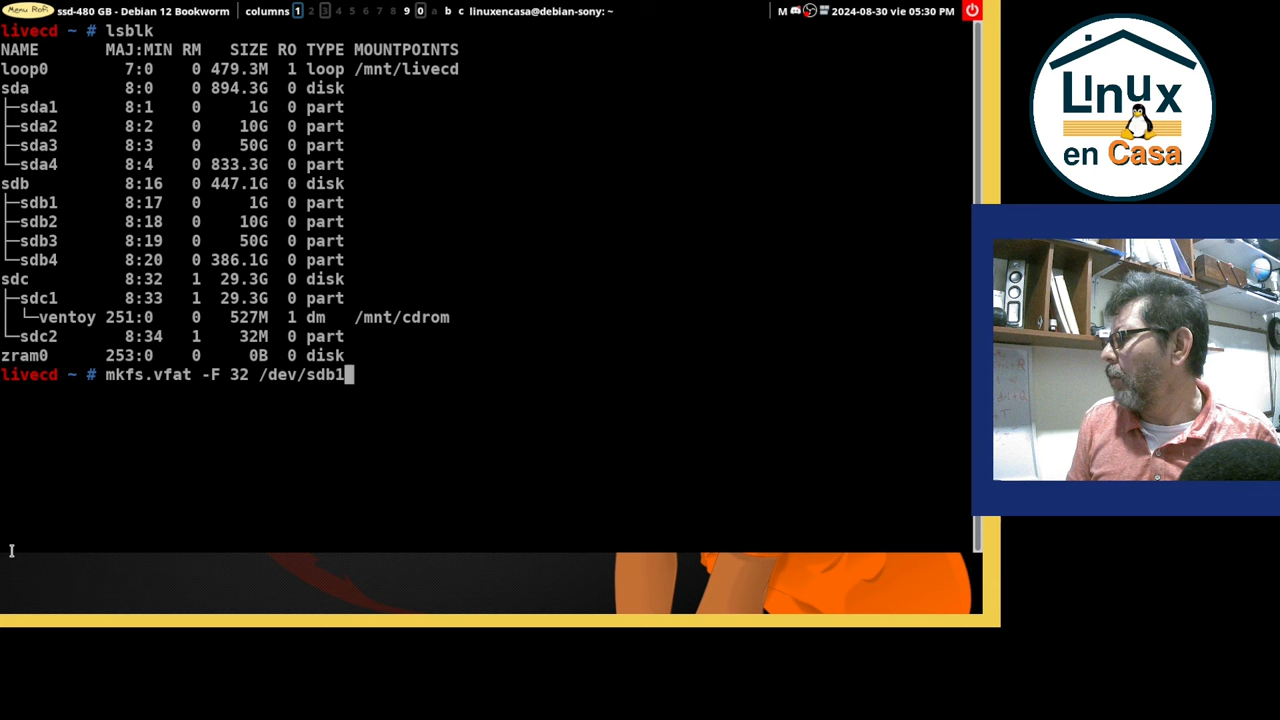 Menu Rofi ssd-480 GB - Debian 12 Bookworm columns 1 2 3 4 5 6 7 8 9 0 a b c linuxencasa@debian-sony: ~ M 2024-08-30 vie 05:30 PM
livecd ~ # lsblk
NAME MAJ:MIN RM SIZE RO TYPE MOUNTPOINTS
loop0 7:0 0 479.3M 1 loop /mnt/livecd
sda 8:0 0 894.3G 0 disk
├─sda1 8:1 0 1G 0 part
├─sda2 8:2 0 10G 0 part
├─sda3 8:3 0 50G 0 part
└─sda4 8:4 0 833.3G 0 part
sdb 8:16 0 447.1G 0 disk
├─sdb1 8:17 0 1G 0 part
├─sdb2 8:18 0 10G 0 part
├─sdb3 8:19 0 50G 0 part
└─sdb4 8:20 0 386.1G 0 part
sdc 8:32 1 29.3G 0 disk
├─sdc1 8:33 1 29.3G 0 part
│ └─ventoy 251:0 0 527M 1 dm /mnt/cdrom
└─sdc2 8:34 1 32M 0 part
zram0 253:0 0 0B 0 disk
livecd ~ # mkfs.vfat -F 32 /dev/sdb1
Linux
en Casa